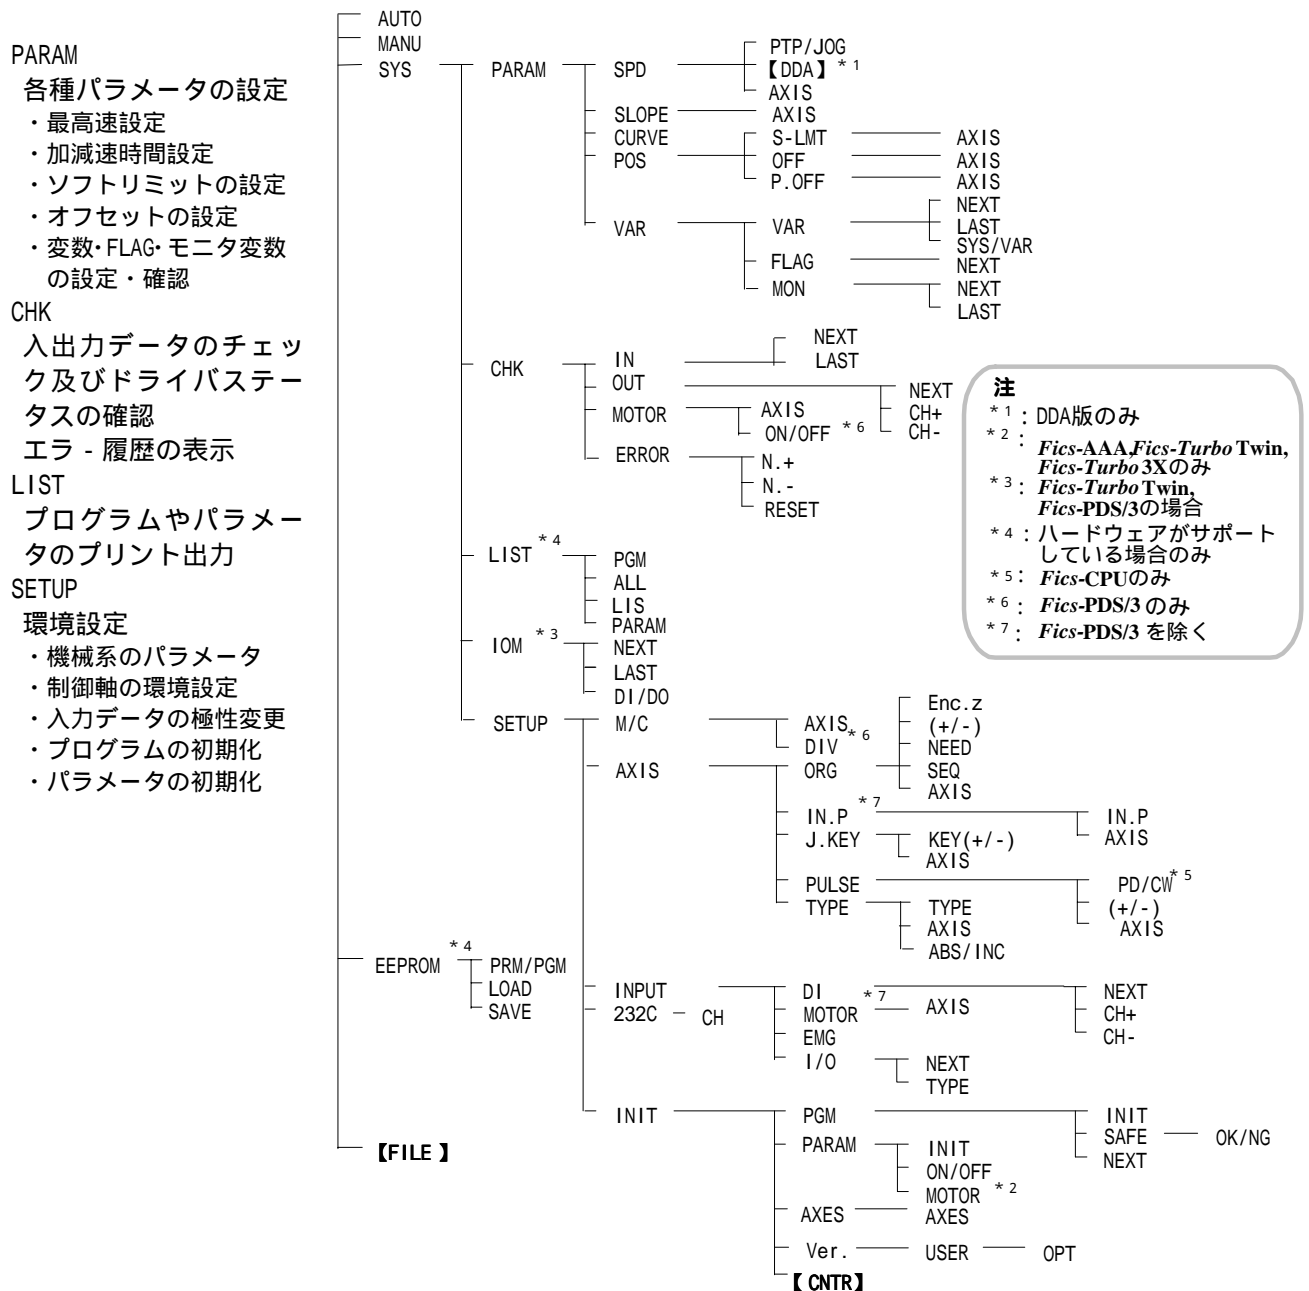 PARAM
各種パラメータの設定
・最高速設定
・加減速時間設定
・ソフトリミットの設定
・オフセットの設定
・変数・FLAG・モニタ変数
の設定・確認
CHK
入出力データのチェッ
ク及びドライバステー
タスの確認
エラ-履歴の表示
LIST
プログラムやパラメー
タのプリント出力
SETUP
環境設定
・機械系のパラメータ
・制御軸の環境設定
・入力データの極性変更
・プログラムの初期化
・パラメータの初期化
AUTO
MANU
SYS
PARAM
SPD
PTP/JOG
【DDA】*1
AXIS
SLOPE
AXIS
CURVE
POS
S-LMT
AXIS
OFF
AXIS
P.OFF
AXIS
VAR
VAR
NEXT
LAST
SYS/VAR
FLAG
NEXT
MON
NEXT
LAST
CHK
IN
NEXT
LAST
OUT
NEXT
CH+
CH-
MOTOR
AXIS
ON/OFF *6
ERROR
N.+
N.-
RESET
LIST *4
PGM
ALL
LIS
PARAM
IOM *3
NEXT
LAST
DI/DO
SETUP
M/C
AXIS
DIV *6
AXIS
ORG
Enc.z
(+/-)
NEED
SEQ
AXIS
IN.P *7
IN.P
AXIS
J.KEY
KEY(+/-)
AXIS
PULSE
PD/CW *5
(+/-)
AXIS
TYPE
TYPE
AXIS
ABS/INC
INPUT
DI
NEXT
CH+
CH-
MOTOR *7
AXIS
EMG
I/O
NEXT
TYPE
232C
CH
INIT
PGM
INIT
SAFE
OK/NG
NEXT
PARAM
INIT
ON/OFF
MOTOR *2
AXES
AXES
Ver.
USER
OPT
【CNTR】
EEPROM *4
PRM/PGM
LOAD
SAVE
【FILE】
注
*1:DDA版のみ
*2:Fics-AAA,Fics-Turbo Twin,
Fics-Turbo 3Xのみ
*3:Fics-Turbo Twin,
Fics-PDS/3の場合
*4:ハードウェアがサポート
している場合のみ
*5:Fics-CPUのみ
*6:Fics-PDS/3 のみ
*7:Fics-PDS/3 を除く